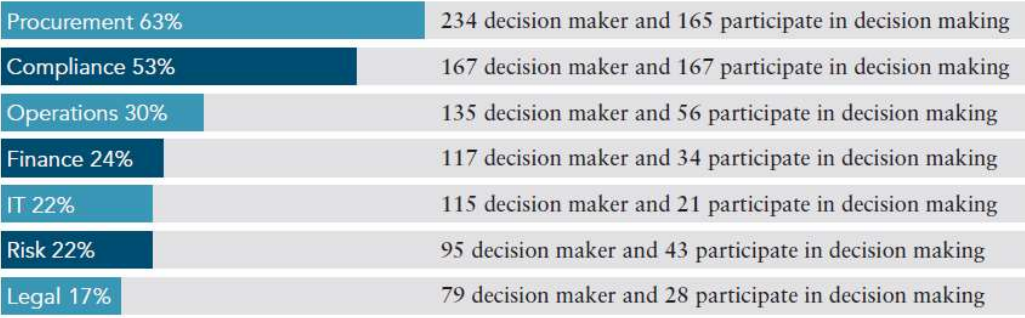 Procurement 63% 234 decision maker and 165 participate in decision making
Compliance 53% 167 decision maker and 167 participate in decision making
Operations 30% 135 decision maker and 56 participate in decision making
Finance 24% 117 decision maker and 34 participate in decision making
IT 22% 115 decision maker and 21 participate in decision making
Risk 22% 95 decision maker and 43 participate in decision making
Legal 17% 79 decision maker and 28 participate in decision making